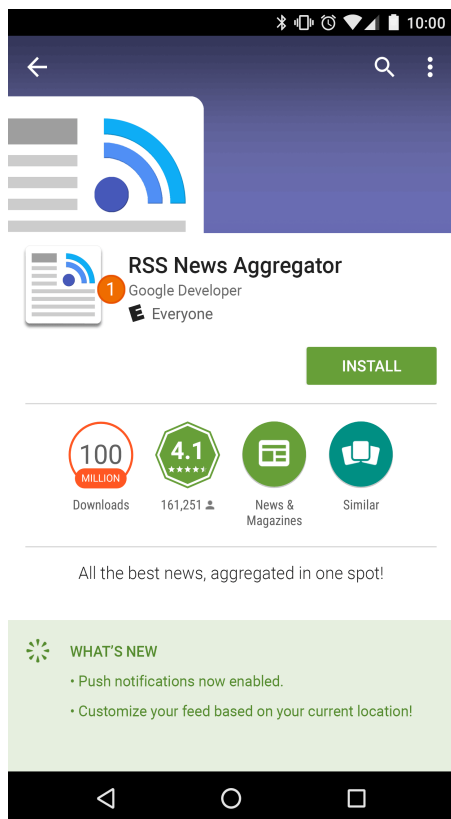 10:00
RSS News Aggregator
1
Google Developer
E Everyone
INSTALL
100
MILLION
4.1
Downloads
161,251
News &
Magazines
Similar
All the best news, aggregated in one spot!
WHAT'S NEW
• Push notifications now enabled.
• Customize your feed based on your current location!